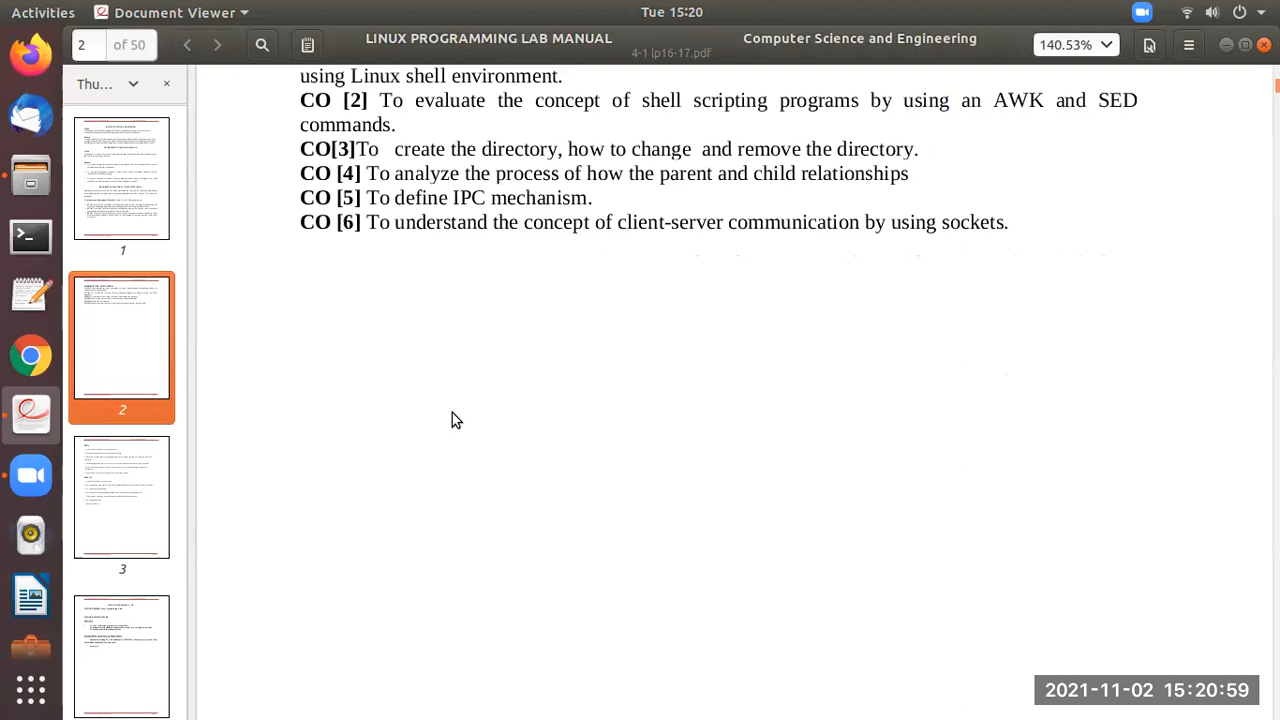 Activities Document Viewer Tue 15:20
2 of 50 LINUX PROGRAMMING LAB MANUAL Computer Science and Engineering 140.53%
4-1 lp16-17.pdf
Thu...
1
2
3
using Linux shell environment.
CO [2] To evaluate the concept of shell scripting programs by using an AWK and SED
commands.
CO[3]To create the directory, how to change and remove the directory.
CO [4] To analyze the process of how the parent and child relationships
CO [5] To define IPC mechanism.
CO [6] To understand the concept of client-server communication by using sockets.
2021-11-02 15:20:59